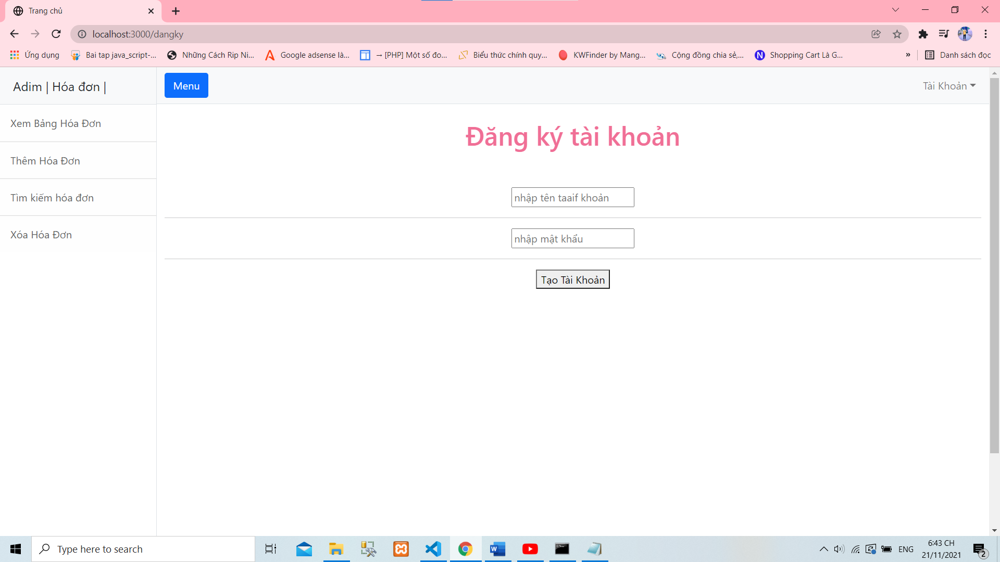 Trang chủ
localhost:3000/dangky
Ứng dụng
Bai tap java_script-...
Những Cách Rip Ni...
Google adsense là...
→ [PHP] Một số đo...
Biểu thức chính quy...
KWFinder by Mang...
Cộng đồng chia sẻ,...
Shopping Cart Là G...
»
Danh sách đọc
Adim | Hóa đơn |
Menu
Tài Khoản
Xem Bảng Hóa Đơn
Thêm Hóa Đơn
Tìm kiếm hóa đơn
Xóa Hóa Đơn
Đăng ký tài khoản
nhập tên taaif khoản
nhập mật khẩu
Tạo Tài Khoản
Type here to search
ENG
6:43 CH
21/11/2021
2